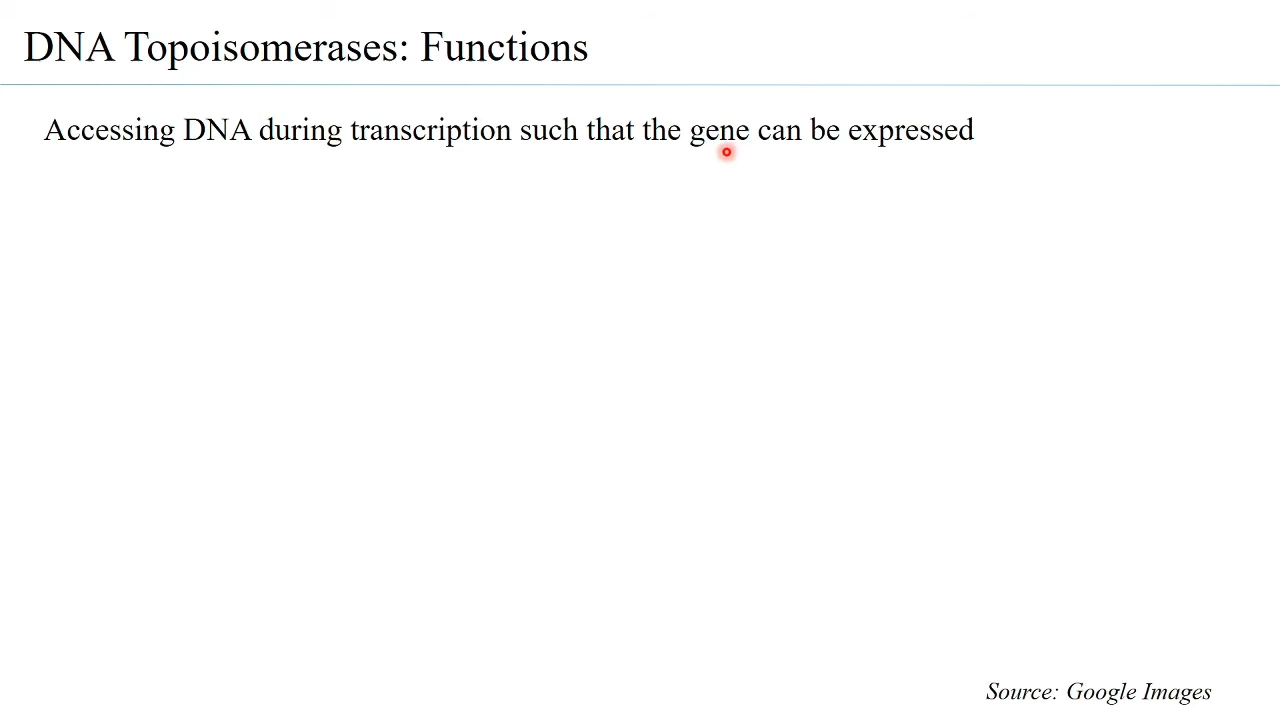 DNA Topoisomerases: Functions
Accessing DNA during transcription such that the gene can be expressed
Source: Google Images